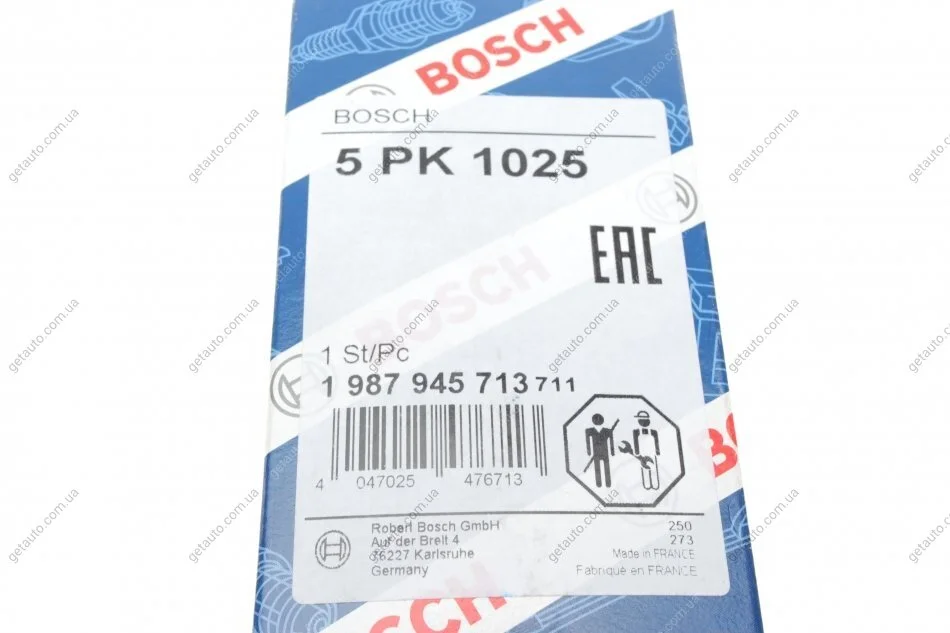 BOSCH
BOSCH
5 PK 1025
EAC
BOSCH
1 St/Pc
1 987 945 713 711
4 047025 476713
Robert Bosch GmbH
Auf der Breit 4
76227 Karlsruhe
Germany
250
273
Made in FRANCE
Fabriqué en FRANCE
getauto.com.ua